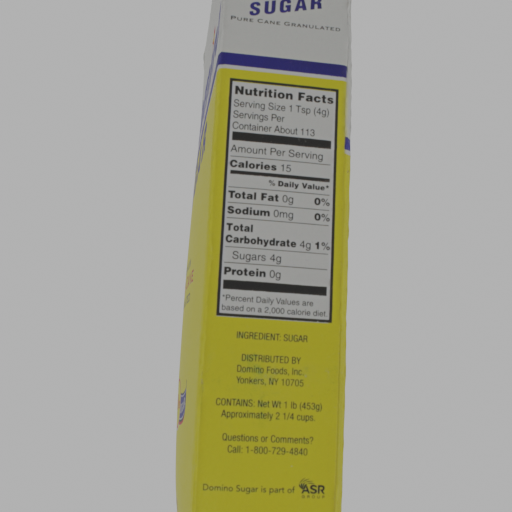 SUGAR
PURE CANE GRANULATED
Nutrition Facts
Serving Size 1 Tsp (4g)
Servings Per
Container About 113
Amount Per Serving
Calories 15
% Daily Value*
Total Fat 0g 0%
Sodium 0mg 0%
Total
Carbohydrate 4g 1%
Sugars 4g
Protein 0g
*Percent Daily Values are
based on a 2,000 calorie diet
INGREDIENT: SUGAR
DISTRIBUTED BY
Domino Foods, Inc.
Yonkers, NY 10705
CONTAINS: Net Wt 1 lb (453g)
Approximately 2 1/4 cups.
Questions or Comments?
Call: 1-800-729-4840
Domino Sugar is part of ASR
GROUP